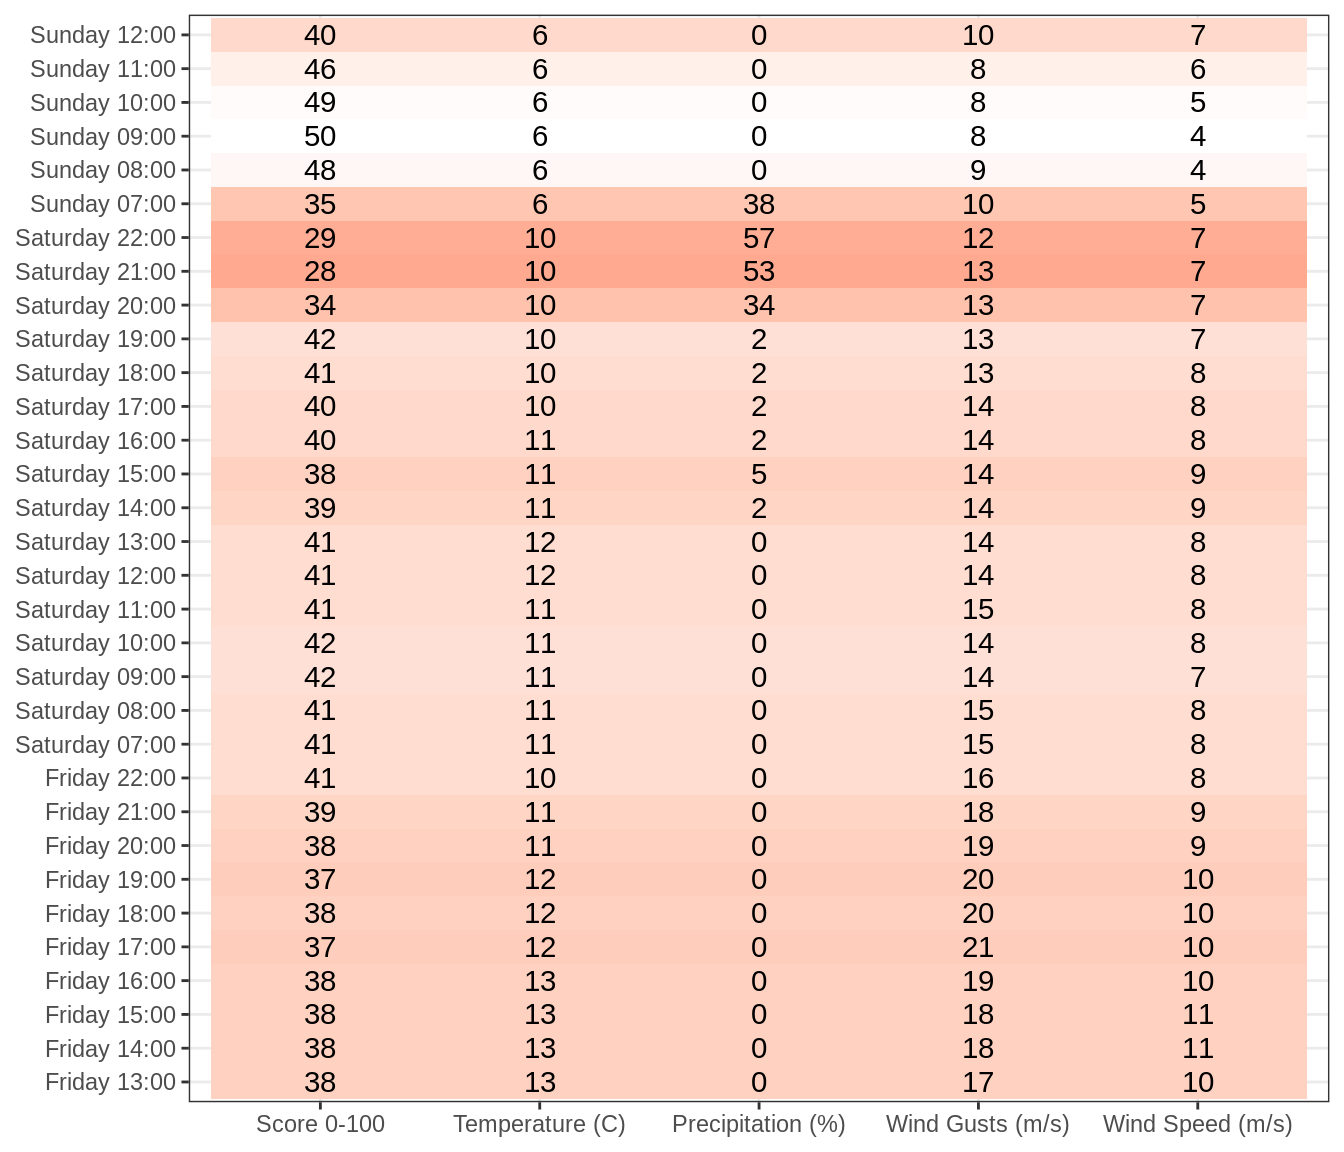 Sunday 12:00 40 6 0 10 7
Sunday 11:00 46 6 0 8 6
Sunday 10:00 49 6 0 8 5
Sunday 09:00 50 6 0 8 4
Sunday 08:00 48 6 0 9 4
Sunday 07:00 35 6 38 10 5
Saturday 22:00 29 10 57 12 7
Saturday 21:00 28 10 53 13 7
Saturday 20:00 34 10 34 13 7
Saturday 19:00 42 10 2 13 7
Saturday 18:00 41 10 2 13 8
Saturday 17:00 40 10 2 14 8
Saturday 16:00 40 11 2 14 8
Saturday 15:00 38 11 5 14 9
Saturday 14:00 39 11 2 14 9
Saturday 13:00 41 12 0 14 8
Saturday 12:00 41 12 0 14 8
Saturday 11:00 41 11 0 15 8
Saturday 10:00 42 11 0 14 8
Saturday 09:00 42 11 0 14 7
Saturday 08:00 41 11 0 15 8
Saturday 07:00 41 11 0 15 8
Friday 22:00 41 10 0 16 8
Friday 21:00 39 11 0 18 9
Friday 20:00 38 11 0 19 9
Friday 19:00 37 12 0 20 10
Friday 18:00 38 12 0 20 10
Friday 17:00 37 12 0 21 10
Friday 16:00 38 13 0 19 10
Friday 15:00 38 13 0 18 11
Friday 14:00 38 13 0 18 11
Friday 13:00 38 13 0 17 10
Score 0-100 Temperature (C) Precipitation (%) Wind Gusts (m/s) Wind Speed (m/s)